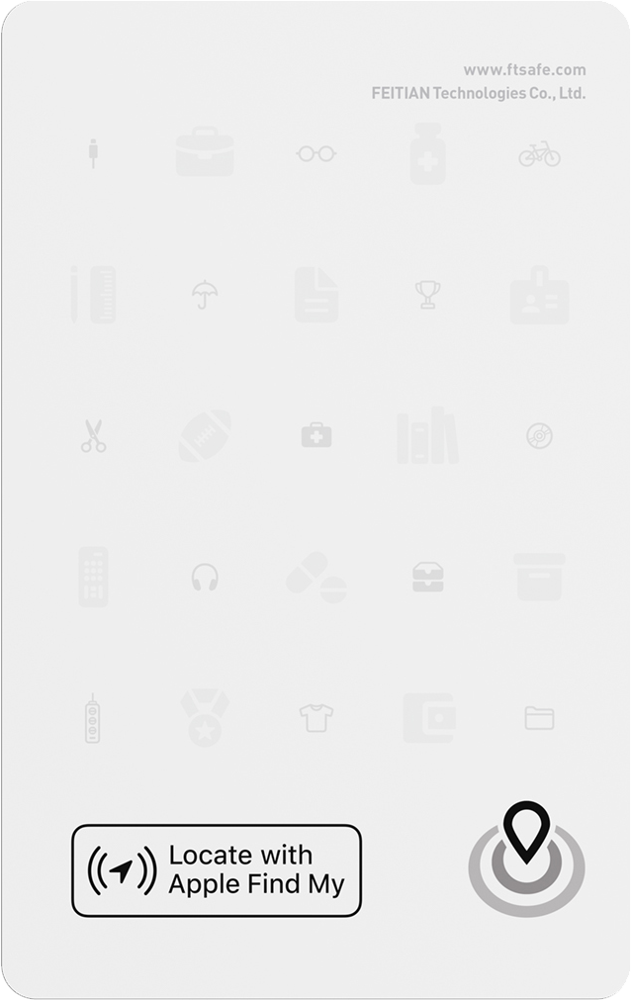 www.ftsafe.com
FEITIAN Technologies Co., Ltd.
Locate with
Apple Find My